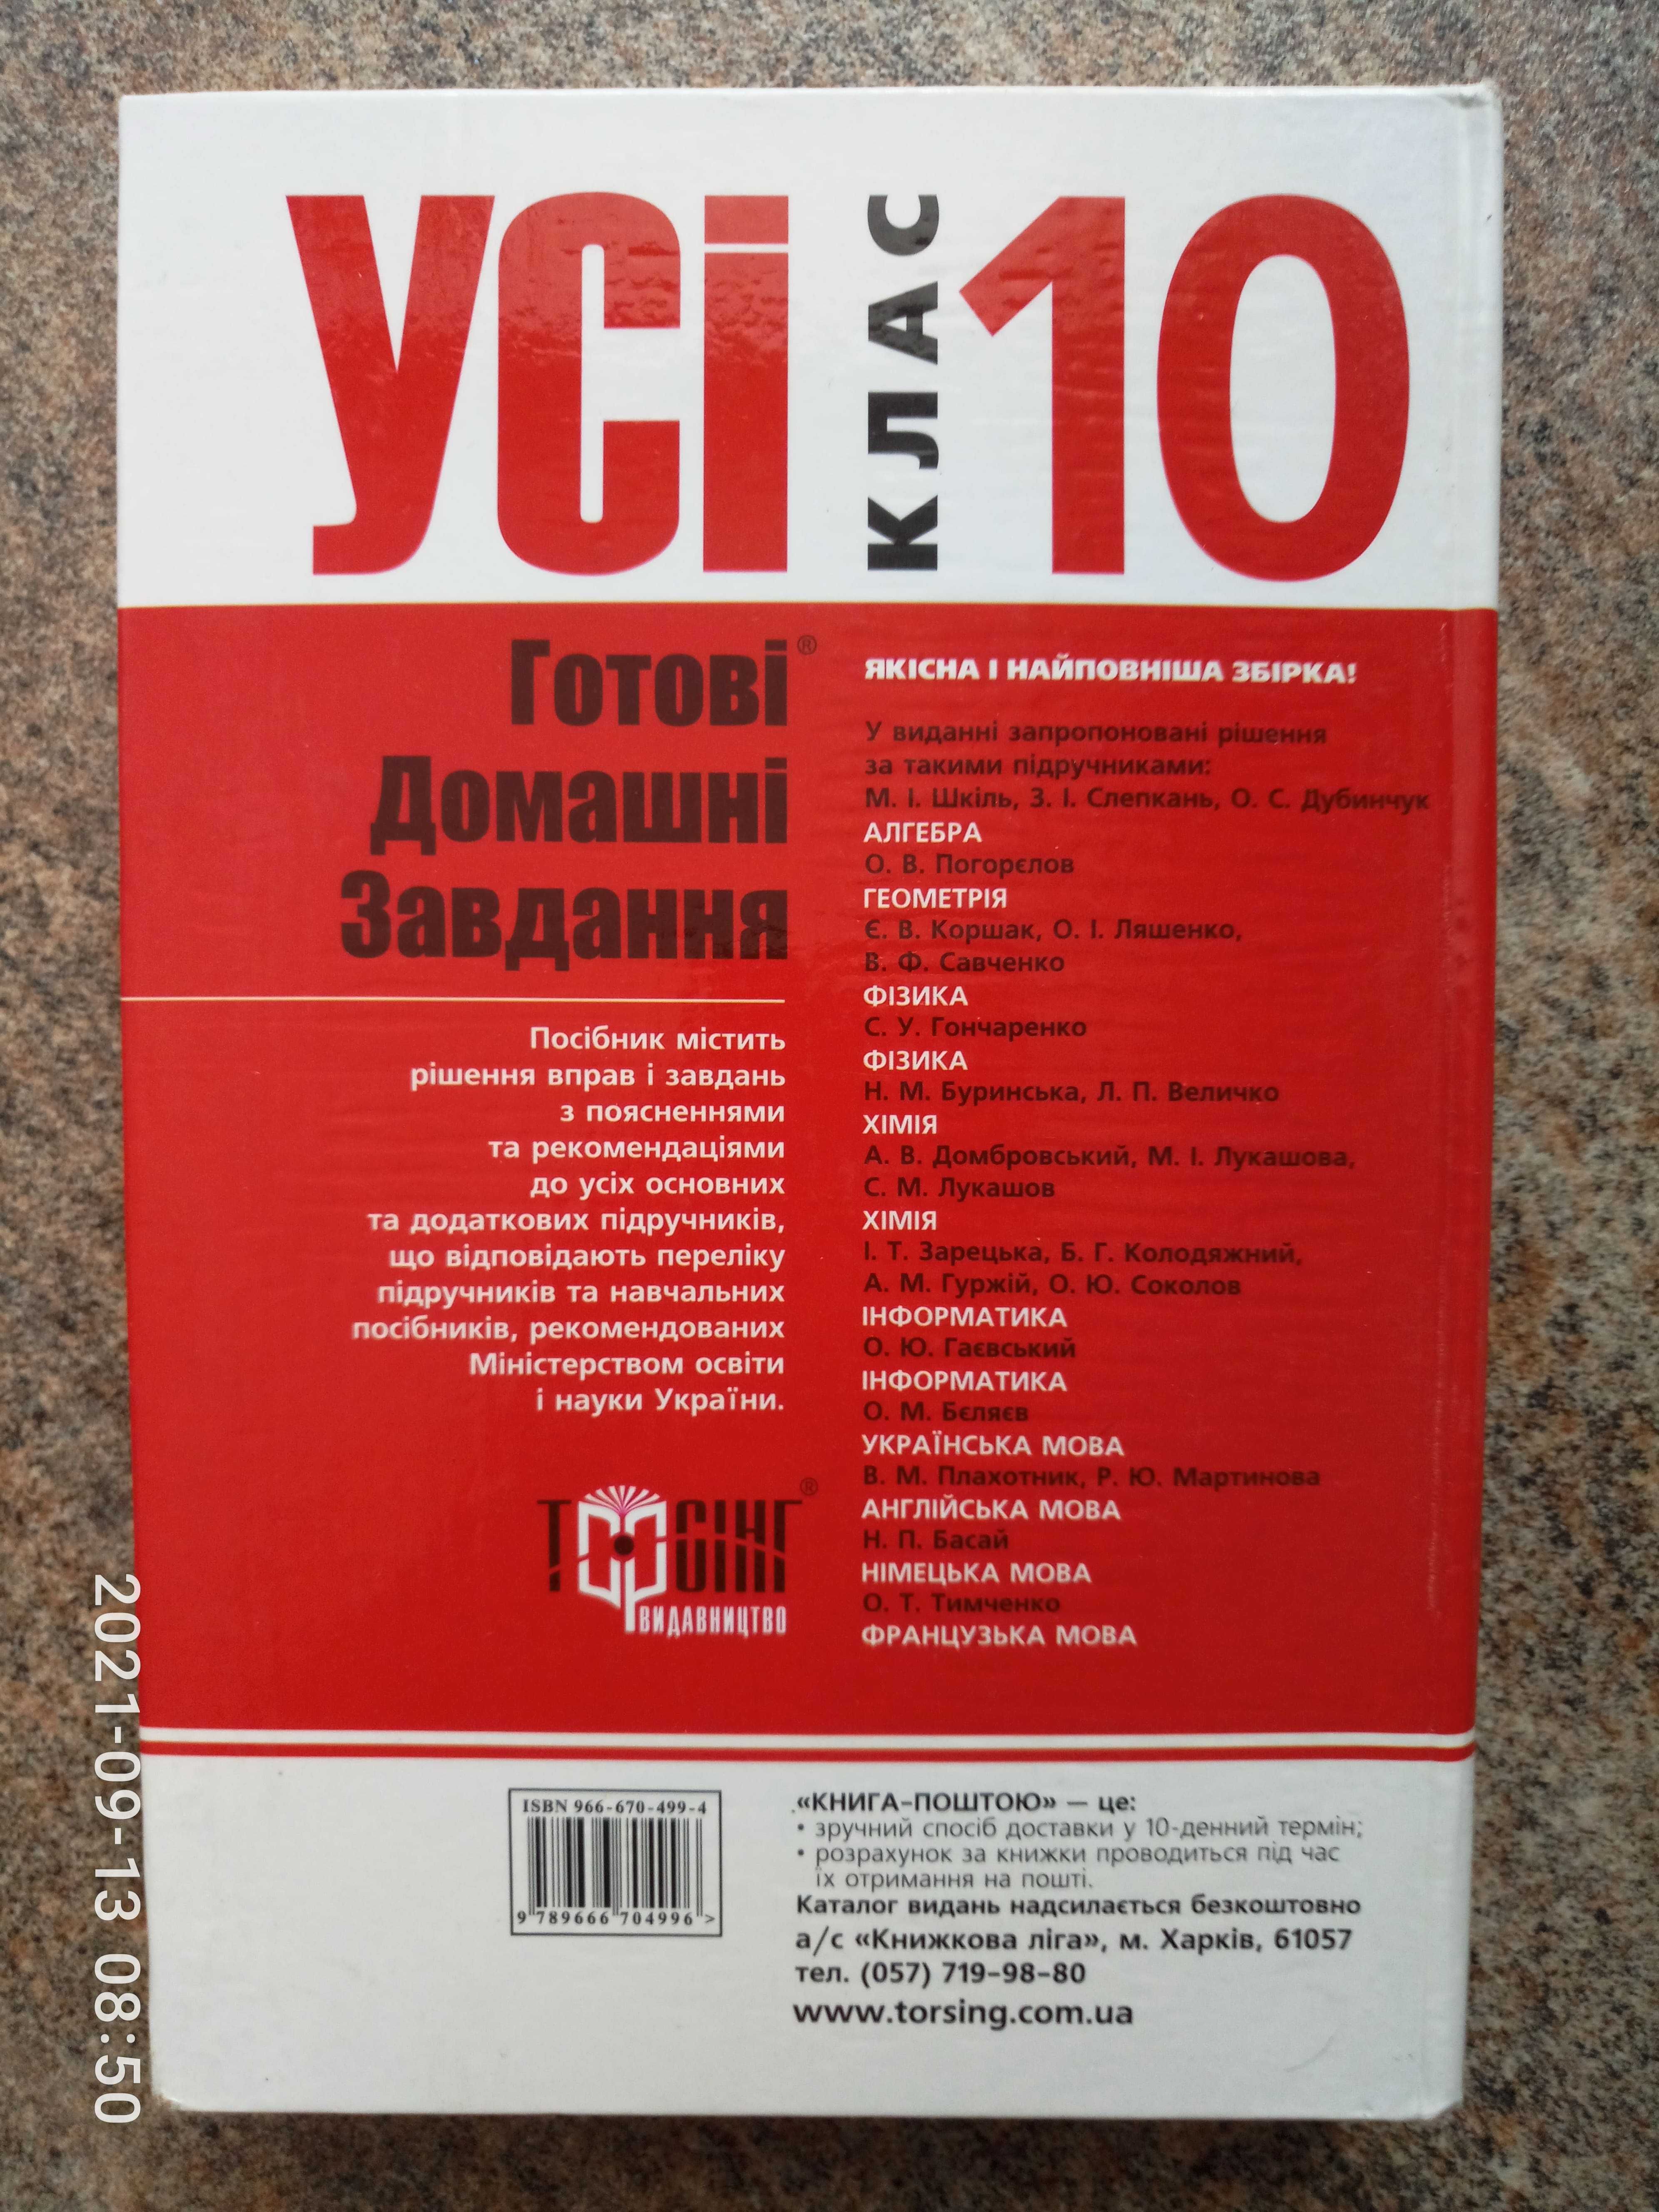 УСІ
КЛАС
10
Готові®
Домашні
Завдання
Посібник містить
рішення вправ і завдань
з поясненнями
та рекомендаціями
до усіх основних
та додаткових підручників,
що відповідають переліку
підручників та навчальних
посібників, рекомендованих
Міністерством освіти
і науки України.
ТОРСІНГ®
ВИДАВНИЦТВО
ЯКІСНА І НАЙПОВНІША ЗБІРКА!
У виданні запропоновані рішення
за такими підручниками:
М. І. Шкіль, З. І. Слепкань, О. С. Дубинчук
АЛГЕБРА
О. В. Погорєлов
ГЕОМЕТРІЯ
Є. В. Коршак, О. І. Ляшенко,
В. Ф. Савченко
ФІЗИКА
С. У. Гончаренко
ФІЗИКА
Н. М. Буринська, Л. П. Величко
ХІМІЯ
А. В. Домбровський, М. І. Лукашова,
С. М. Лукашов
ХІМІЯ
І. Т. Зарецька, Б. Г. Колодяжний,
А. М. Гуржій, О. Ю. Соколов
ІНФОРМАТИКА
О. Ю. Гаєвський
ІНФОРМАТИКА
О. М. Бєляєв
УКРАЇНСЬКА МОВА
В. М. Плахотник, Р. Ю. Мартинова
АНГЛІЙСЬКА МОВА
Н. П. Басай
НІМЕЦЬКА МОВА
О. Т. Тимченко
ФРАНЦУЗЬКА МОВА
ISBN 966-670-499-4
9 789666 704996 >
«КНИГА–ПОШТОЮ» — це:
• зручний спосіб доставки у 10-денний термін;
• розрахунок за книжки проводиться під час
їх отримання на пошті.
Каталог видань надсилається безкоштовно
а/с «Книжкова ліга», м. Харків, 61057
тел. (057) 719–98–80
www.torsing.com.ua
2021-09-13 08:50